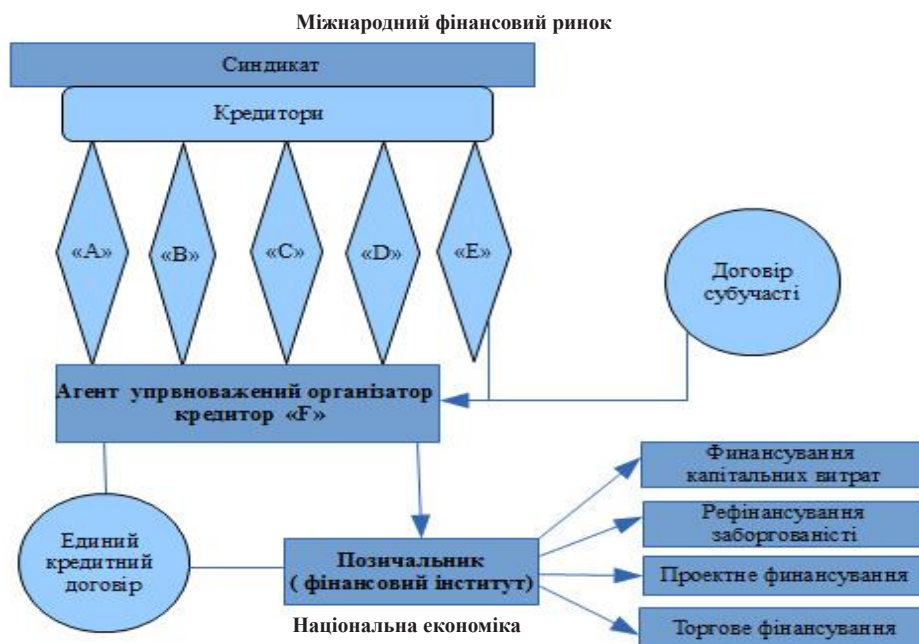 Міжнародний фінансовий ринок
Синдикат
Кредитори
«А»
«В»
«С»
«D»
«Е»
Договір
субучасті
Агент упрвноважений організатор
кредитор «F»
Финансування
капітальних витрат
Рефінансування
заборгованісті
Единий
кредитний
договір
Позичальник
( фінансовий інститут)
Проектне финансування
Торгове фінансування
Національна економіка